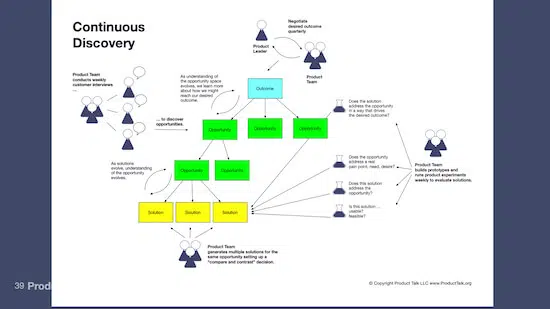 Continuous
Discovery
Negotiate
desired outcome
quarterly
Product
Leader
Product
Team
Product Team
conducts weekly
customer interviews
...
... to discover
opportunities.
As understanding of
the opportunity space
evolves, we learn more
about how we might
reach our desired
outcome.
Outcome
Opportunity
Opportunity
Opportunity
As solutions
evolve, understanding
of the opportunity
evolves.
Opportunity
Opportunity
Solution
Solution
Solution
Product Team
generates multiple solutions for the
same opportunity setting up a
"compare and contrast" decision.
Does the solution
address the opportunity
in a way that drives
the desired outcome?
Does the opportunity
address a real
pain point, need, desire?
Does this solution
address the
opportunity?
Is this solution ...
usable?
feasible?
Product Team
builds prototypes and
runs product experiments
weekly to evaluate solutions.
© Copyright Product Talk LLC www.ProductTalk.org
39 Prod